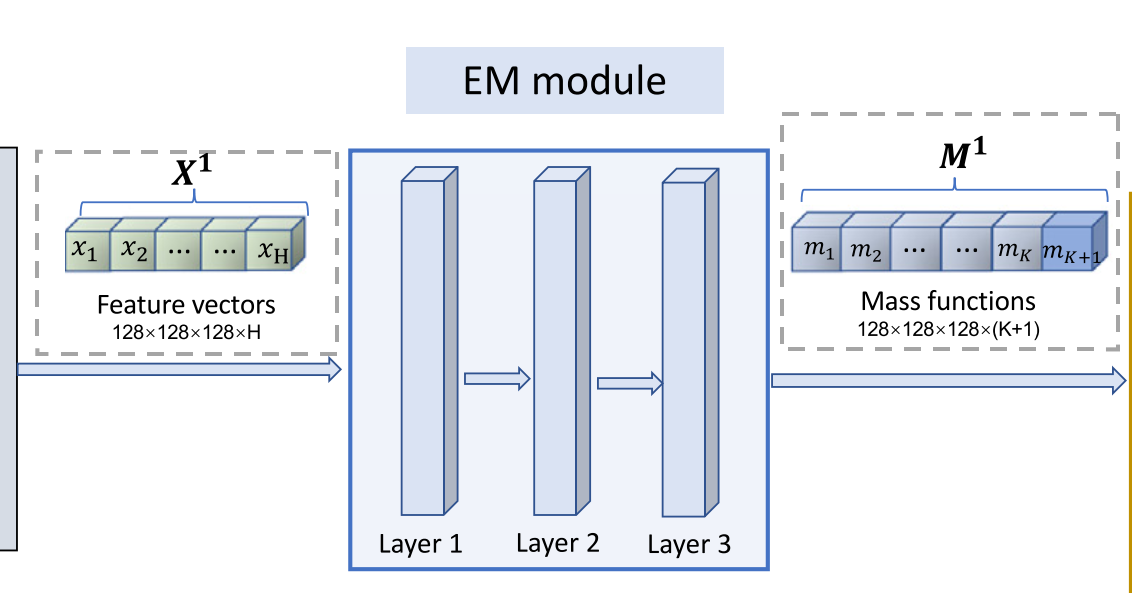 EM module
X¹
x₁ x₂ ... ... x_H
Feature vectors
128×128×128×H
M¹
m₁ m₂ ... ... m_K m_{K+1}
Mass functions
128×128×128×(K+1)
Layer 1
Layer 2
Layer 3